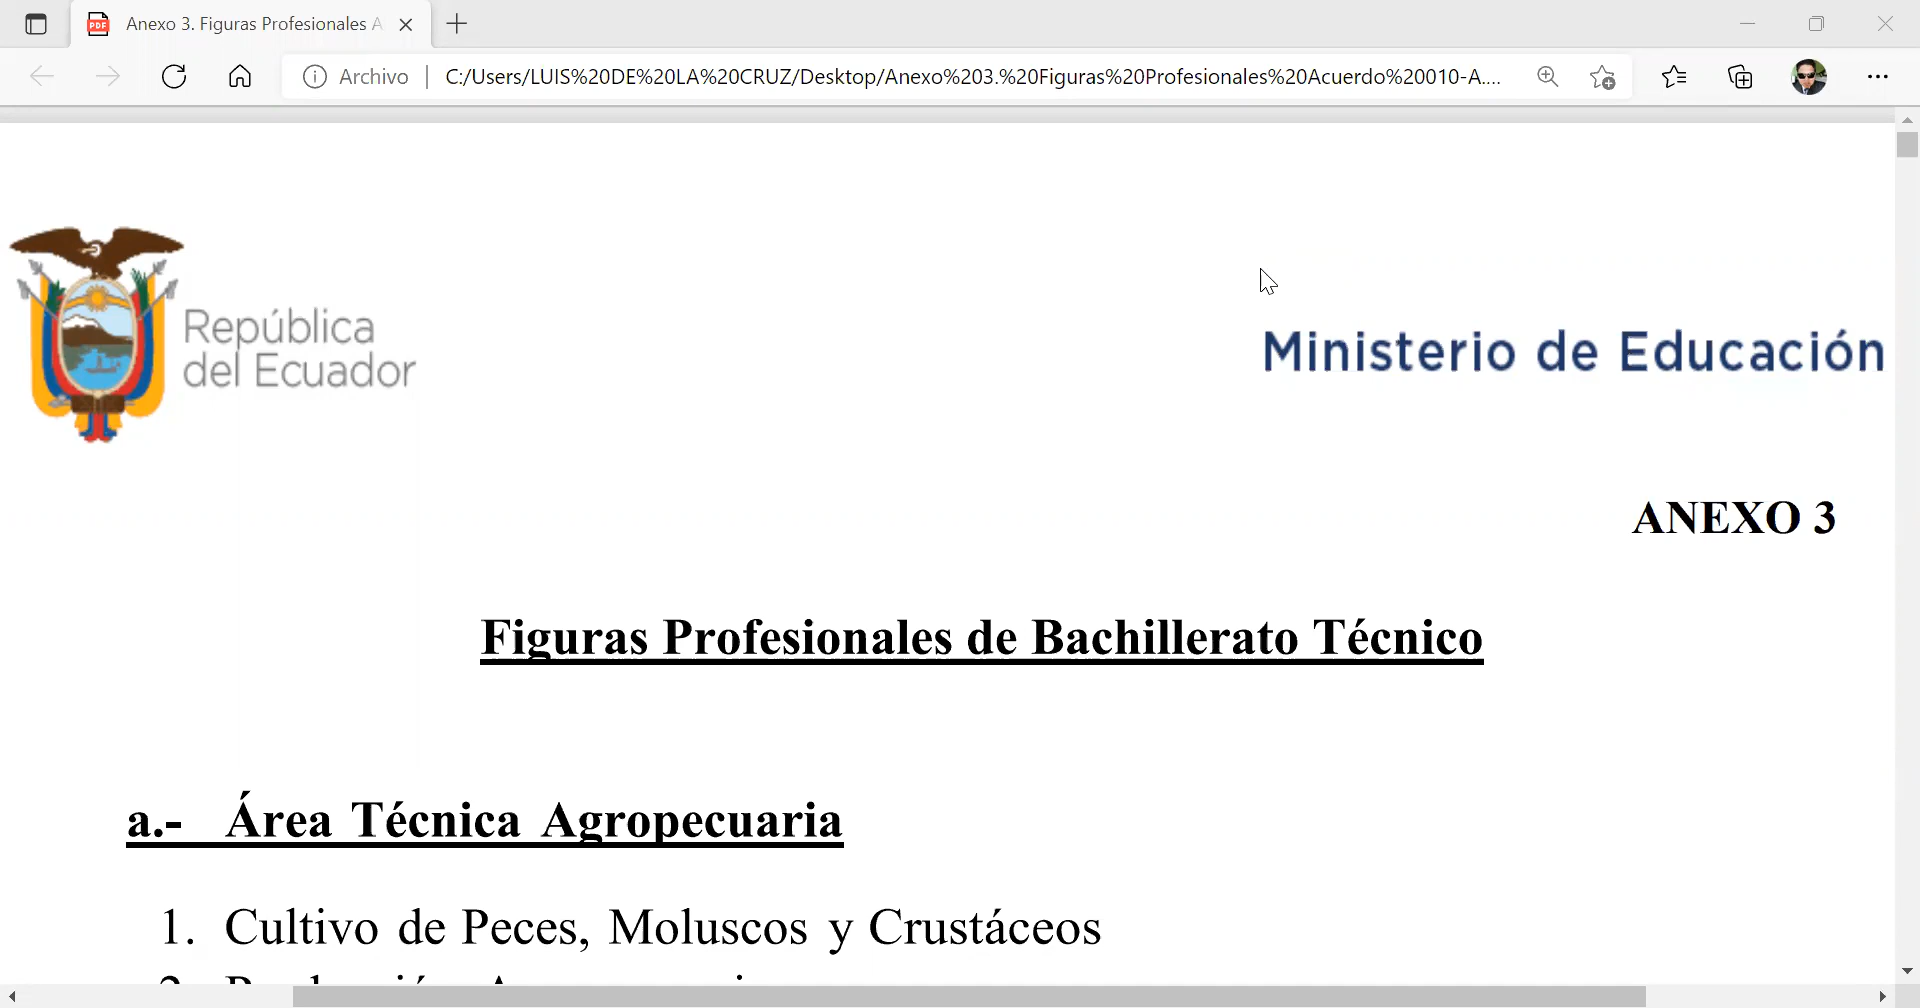 Anexo 3. Figuras Profesionales A
Archivo
C:/Users/LUIS%20DE%20LA%20CRUZ/Desktop/Anexo%203.%20Figuras%20Profesionales%20Acuerdo%20010-A....
República
del Ecuador
Ministerio de Educación
ANEXO 3
Figuras Profesionales de Bachillerato Técnico
a.- Área Técnica Agropecuaria
1. Cultivo de Peces, Moluscos y Crustáceos